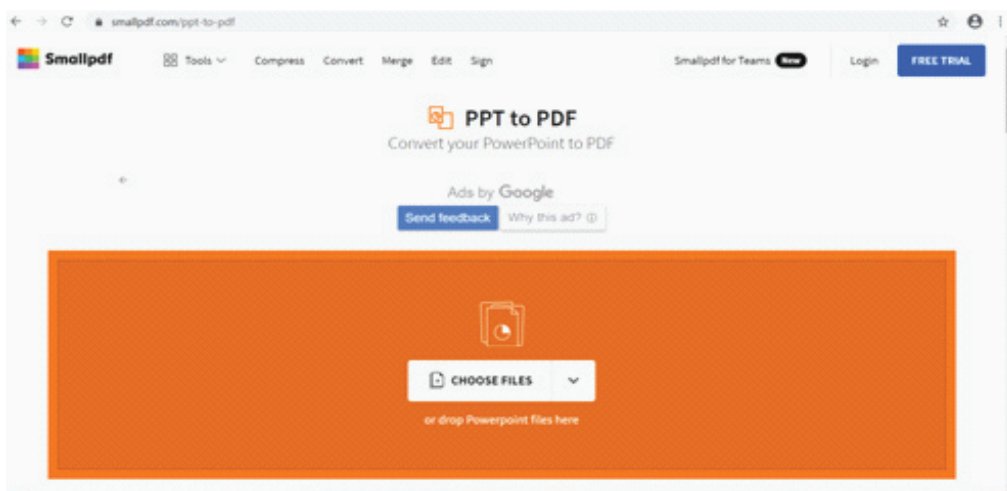 smallpdf.com/ppt-to-pdf
Smallpdf Tools Compress Convert Merge Edit Sign Smallpdf for Teams New Login FREE TRIAL
PPT to PDF
Convert your PowerPoint to PDF
Ads by Google
Send feedback Why this ad?
CHOOSE FILES
or drop Powerpoint files here